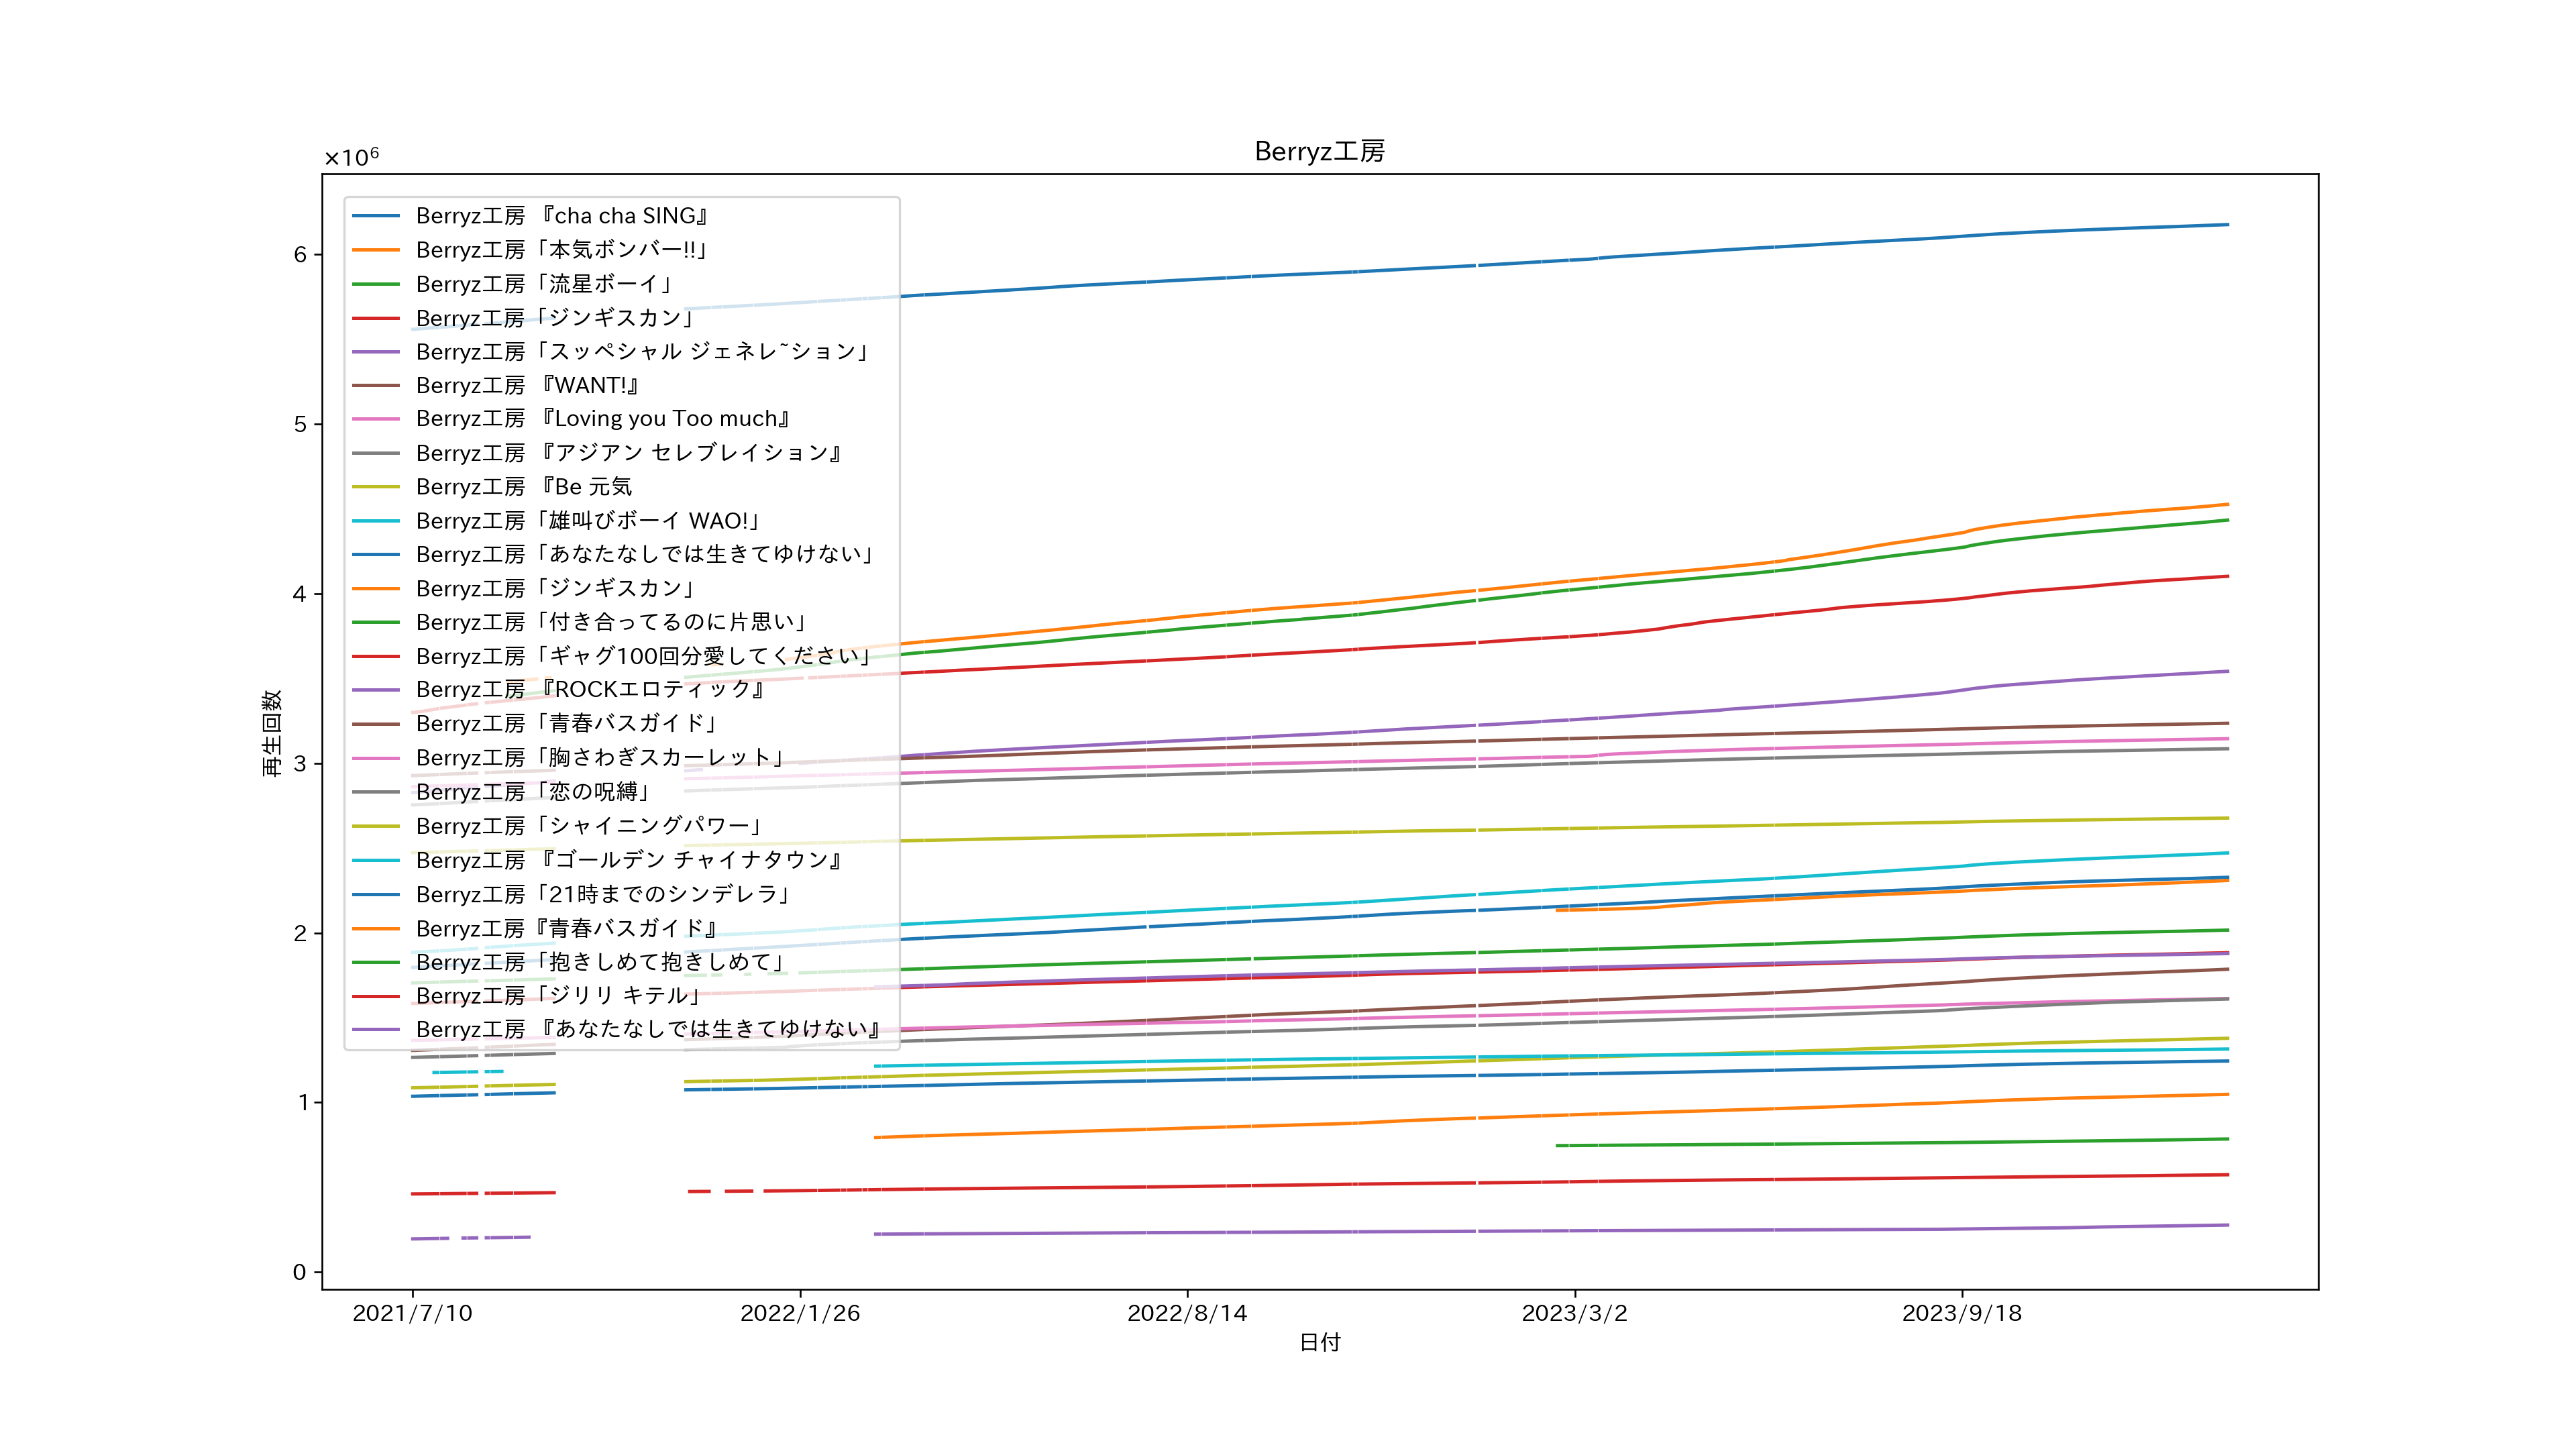 Berryz工房
×10⁶
Berryz工房 『cha cha SING』
Berryz工房「本気ボンバー!!」
Berryz工房「流星ボーイ」
Berryz工房「ジンギスカン」
Berryz工房「スッペシャル ジェネレ~ション」
Berryz工房 『WANT!』
Berryz工房 『Loving you Too much』
Berryz工房 『アジアン セレブレイション』
Berryz工房 『Be 元気
Berryz工房「雄叫びボーイ WAO!」
Berryz工房「あなたなしでは生きてゆけない」
Berryz工房「ジンギスカン」
Berryz工房「付き合ってるのに片思い」
Berryz工房「ギャグ100回分愛してください」
Berryz工房 『ROCKエロティック』
Berryz工房「青春バスガイド」
Berryz工房「胸さわぎスカーレット」
Berryz工房「恋の呪縛」
Berryz工房「シャイニングパワー」
Berryz工房 『ゴールデン チャイナタウン』
Berryz工房「21時までのシンデレラ」
Berryz工房『青春バスガイド』
Berryz工房「抱きしめて抱きしめて」
Berryz工房「ジリリ キテル」
Berryz工房 『あなたなしでは生きてゆけない』
6
5
4
3
2
1
0
再生回数
2021/7/10
2022/1/26
2022/8/14
2023/3/2
2023/9/18
日付